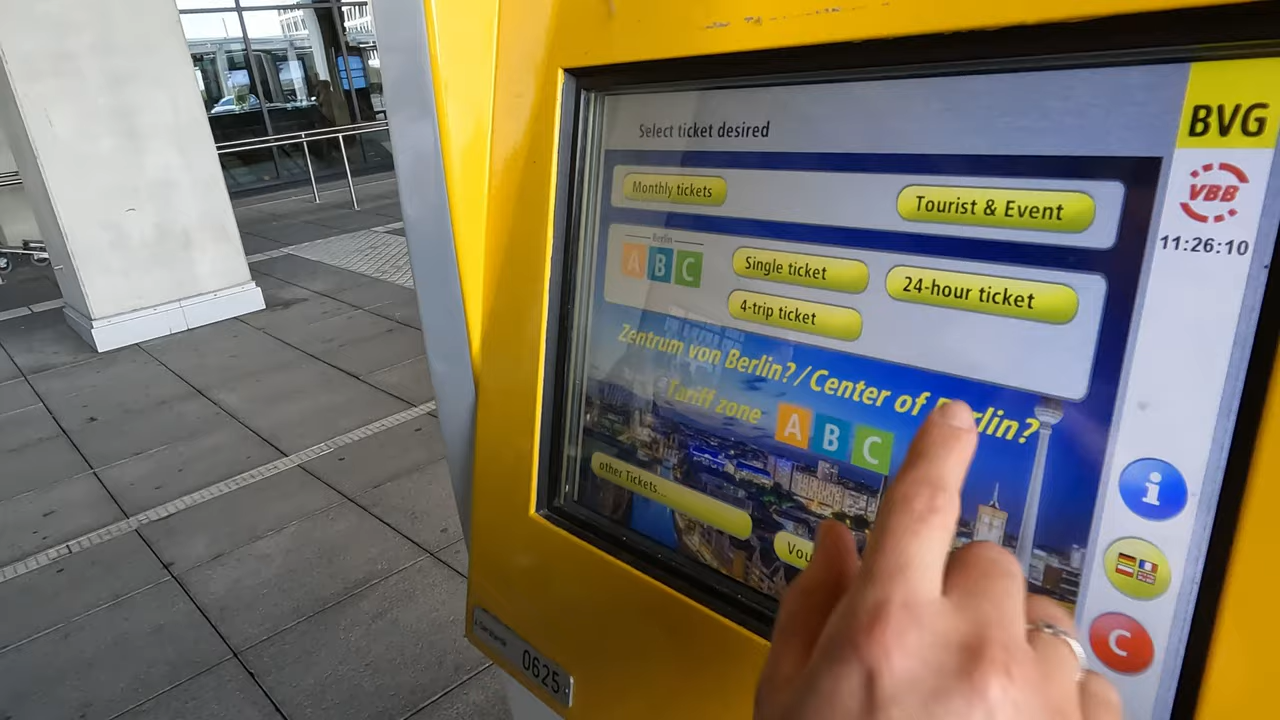 BVG
Select ticket desired
VBB
Monthly tickets
Tourist & Event
11:26:10
Berlin
A B C
Single ticket
24-hour ticket
4-trip ticket
Zentrum von Berlin? / Center of Berlin?
Tariff zone A B C
other Tickets...
i
C
0625